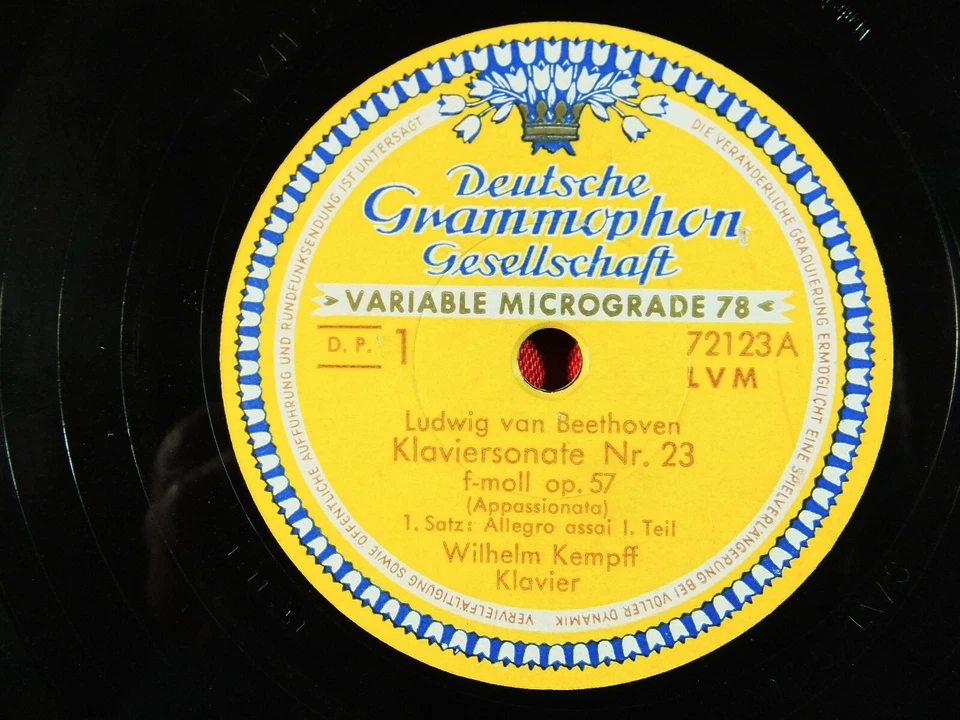 Deutsche
Grammophon
Gesellschaft
VARIABLE MICROGRADE 78
D. P. 1
72123 A
LVM
Ludwig van Beethoven
Klaviersonate Nr. 23
f-moll op. 57
(Appassionata)
1. Satz: Allegro assai I. Teil
Wilhelm Kempff
Klavier
DIE VERÄNDERLICHE GRADUIERUNG ERMÖGLICHT EINE SPIELVERLÄNGERUNG BEI VOLLER DYNAMIK
VERVIELFÄLTIGUNG SOWIE ÖFFENTLICHE AUFFÜHRUNG UND RUNDFUNKSENDUNG IST UNTERSAGT